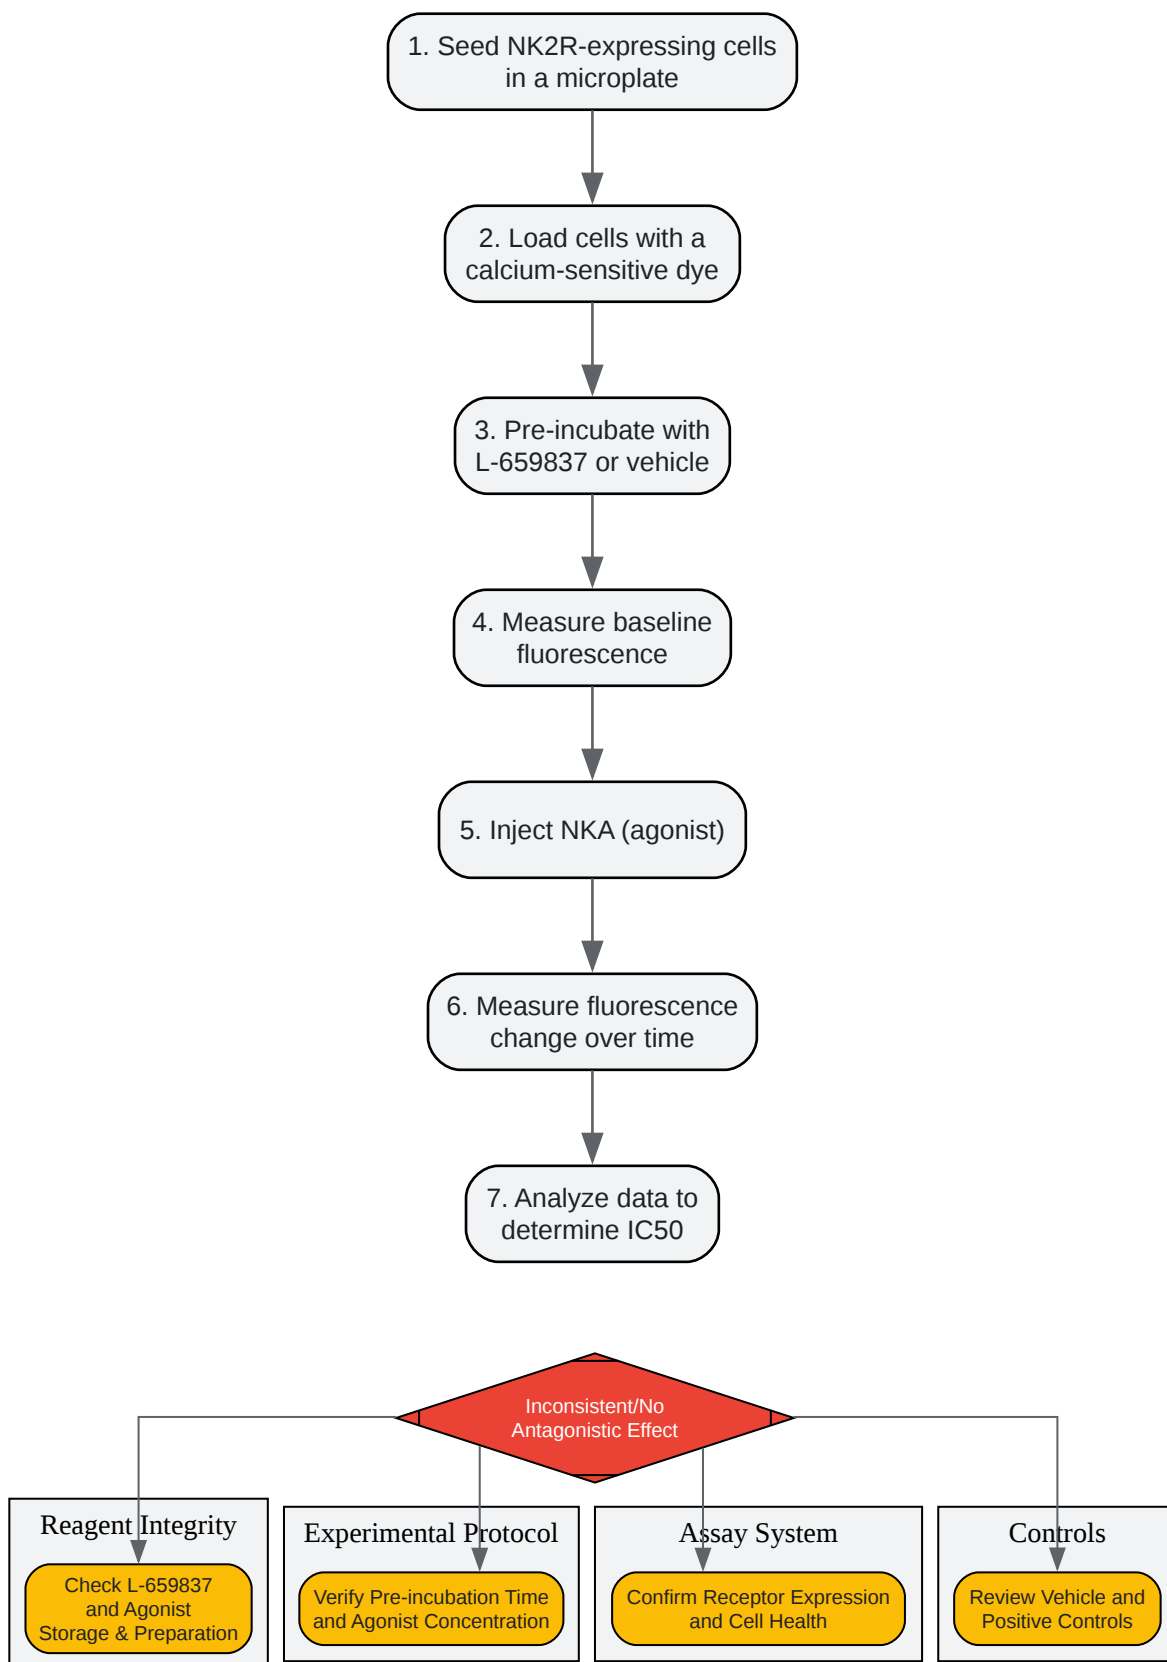 1. Seed NK2R-expressing cells
in a microplate
2. Load cells with a
calcium-sensitive dye
3. Pre-incubate with
L-659837 or vehicle
4. Measure baseline
fluorescence
5. Inject NKA (agonist)
6. Measure fluorescence
change over time
7. Analyze data to
determine IC50
Inconsistent/No
Antagonistic Effect
Reagent Integrity
Check L-659837
and Agonist
Storage & Preparation
Experimental Protocol
Verify Pre-incubation Time
and Agonist Concentration
Assay System
Confirm Receptor Expression
and Cell Health
Controls
Review Vehicle and
Positive Controls